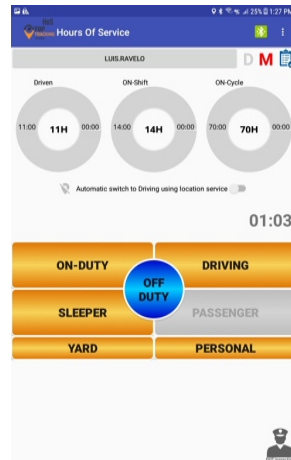 25% 1:27 PM
Hours Of Service
LUIS.RAVELO
D M
Driven ON-Shift ON-Cycle
11:00 11H 00:00 14:00 14H 00:00 70:00 70H 00:00
Automatic switch to Driving using location service
01:03
ON-DUTY DRIVING
OFF
DUTY
SLEEPER PASSENGER
YARD PERSONAL